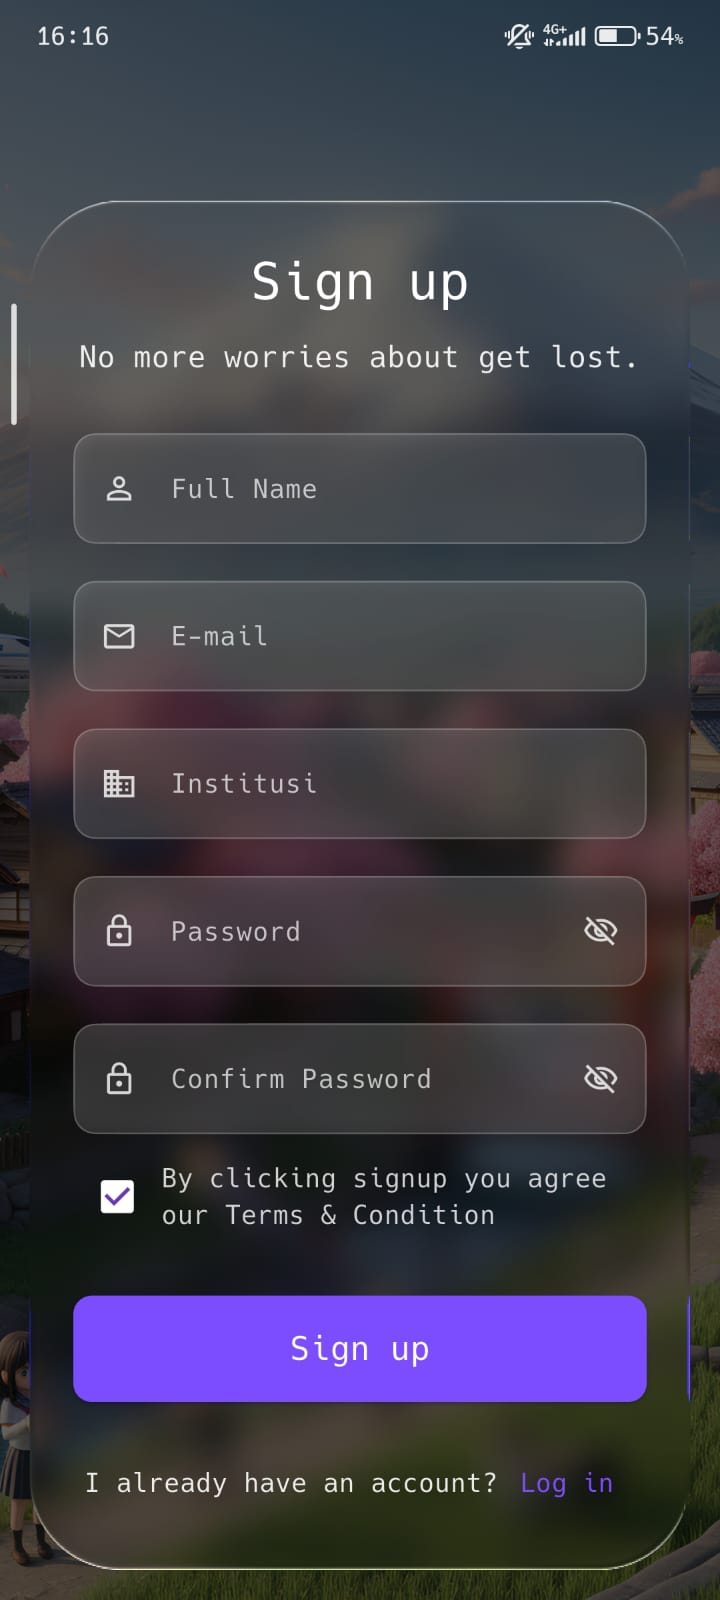 16:16
4G+
54%
Sign up
No more worries about get lost.
Full Name
E-mail
Institusi
Password
Confirm Password
By clicking signup you agree
our Terms & Condition
Sign up
I already have an account? Log in